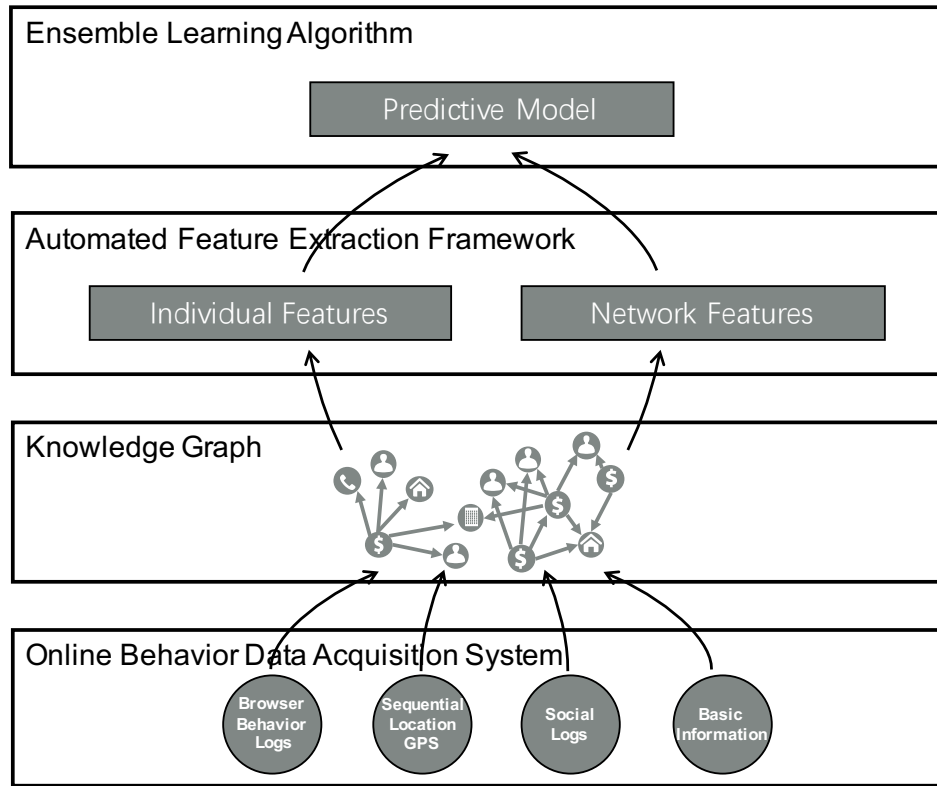 Ensemble Learning Algorithm
Predictive Model
Automated Feature Extraction Framework
Individual Features
Network Features
Knowledge Graph
$
$
$
$
Online Behavior Data Acquisition System
Browser
Behavior
Logs
Sequential
Location
GPS
Social
Logs
Basic
Information